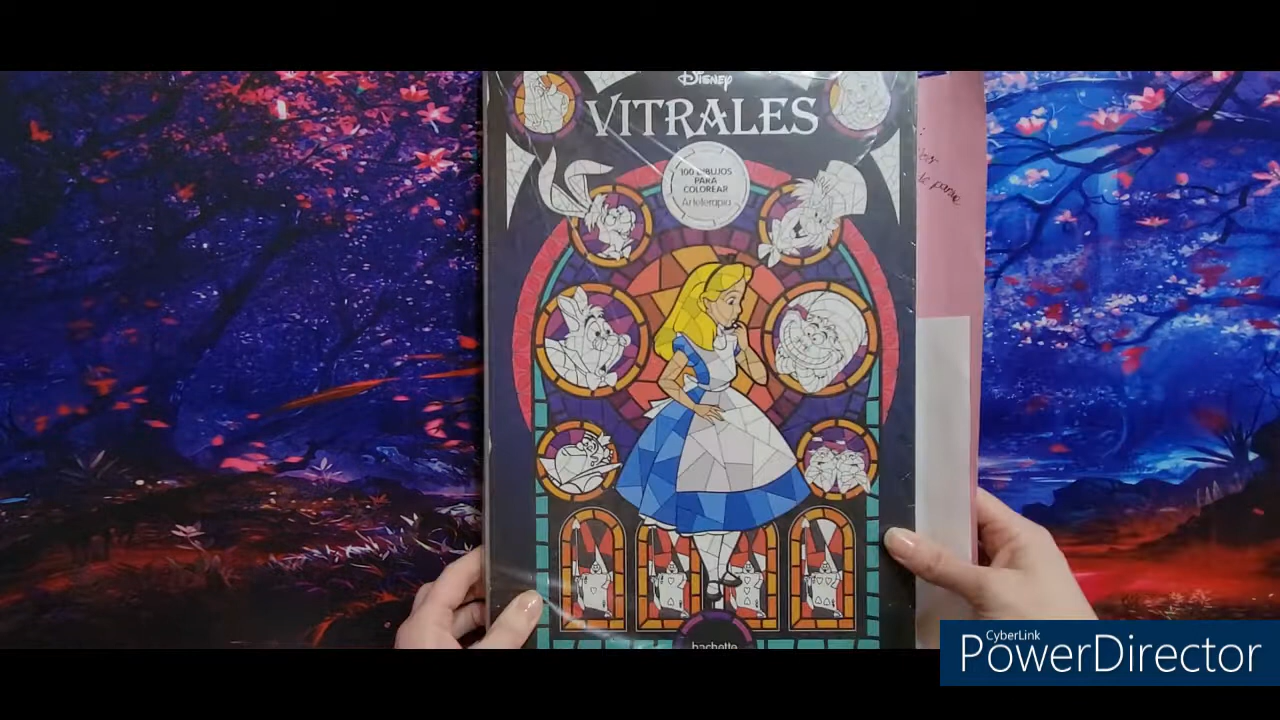 Disney
VITRALES
100 DIBUJOS
PARA
COLOREAR
Arteterapia
hachette
CyberLink
PowerDirector